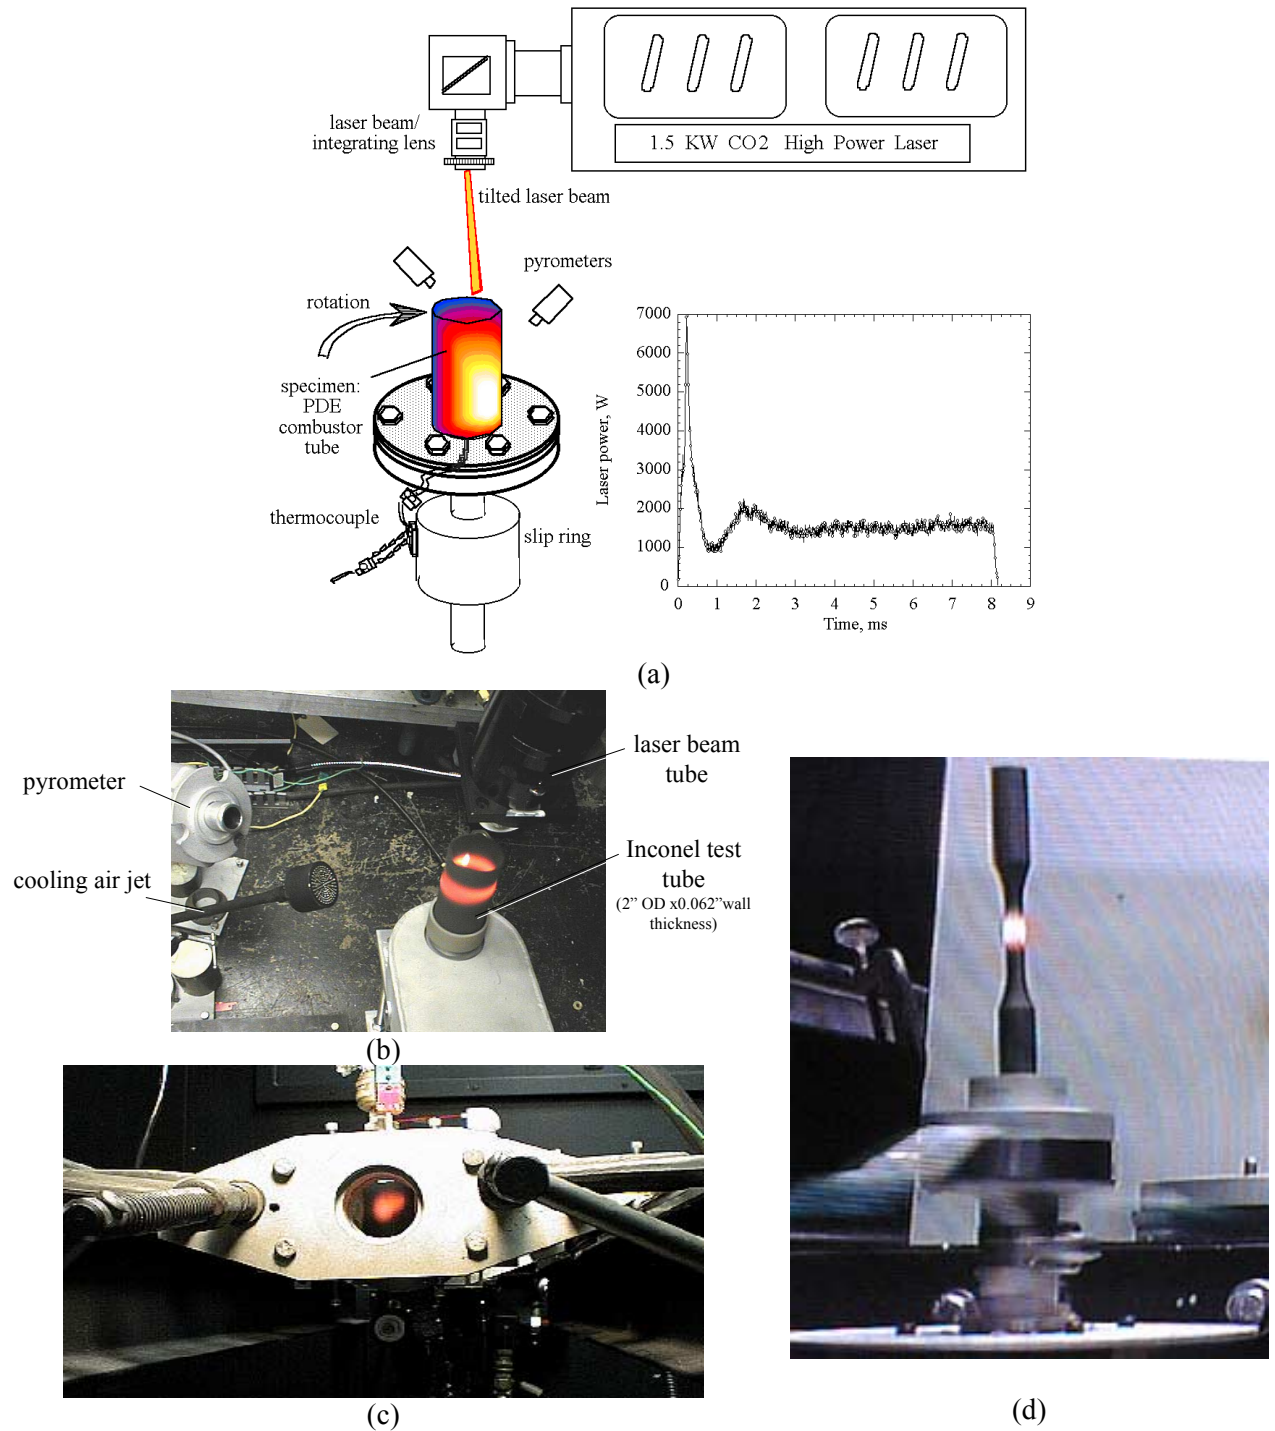 1.5 KW CO2 High Power Laser
laser beam/
integrating lens
tilted laser beam
pyrometers
rotation
specimen:
PDE
combustor
tube
thermocouple
slip ring
Laser power, W
7000
6000
5000
4000
3000
2000
1000
0
0 1 2 3 4 5 6 7 8 9
Time, ms
(a)
laser beam
tube
pyrometer
cooling air jet
Inconel test
tube
(2” OD x0.062”wall
thickness)
(b)
(c)
(d)